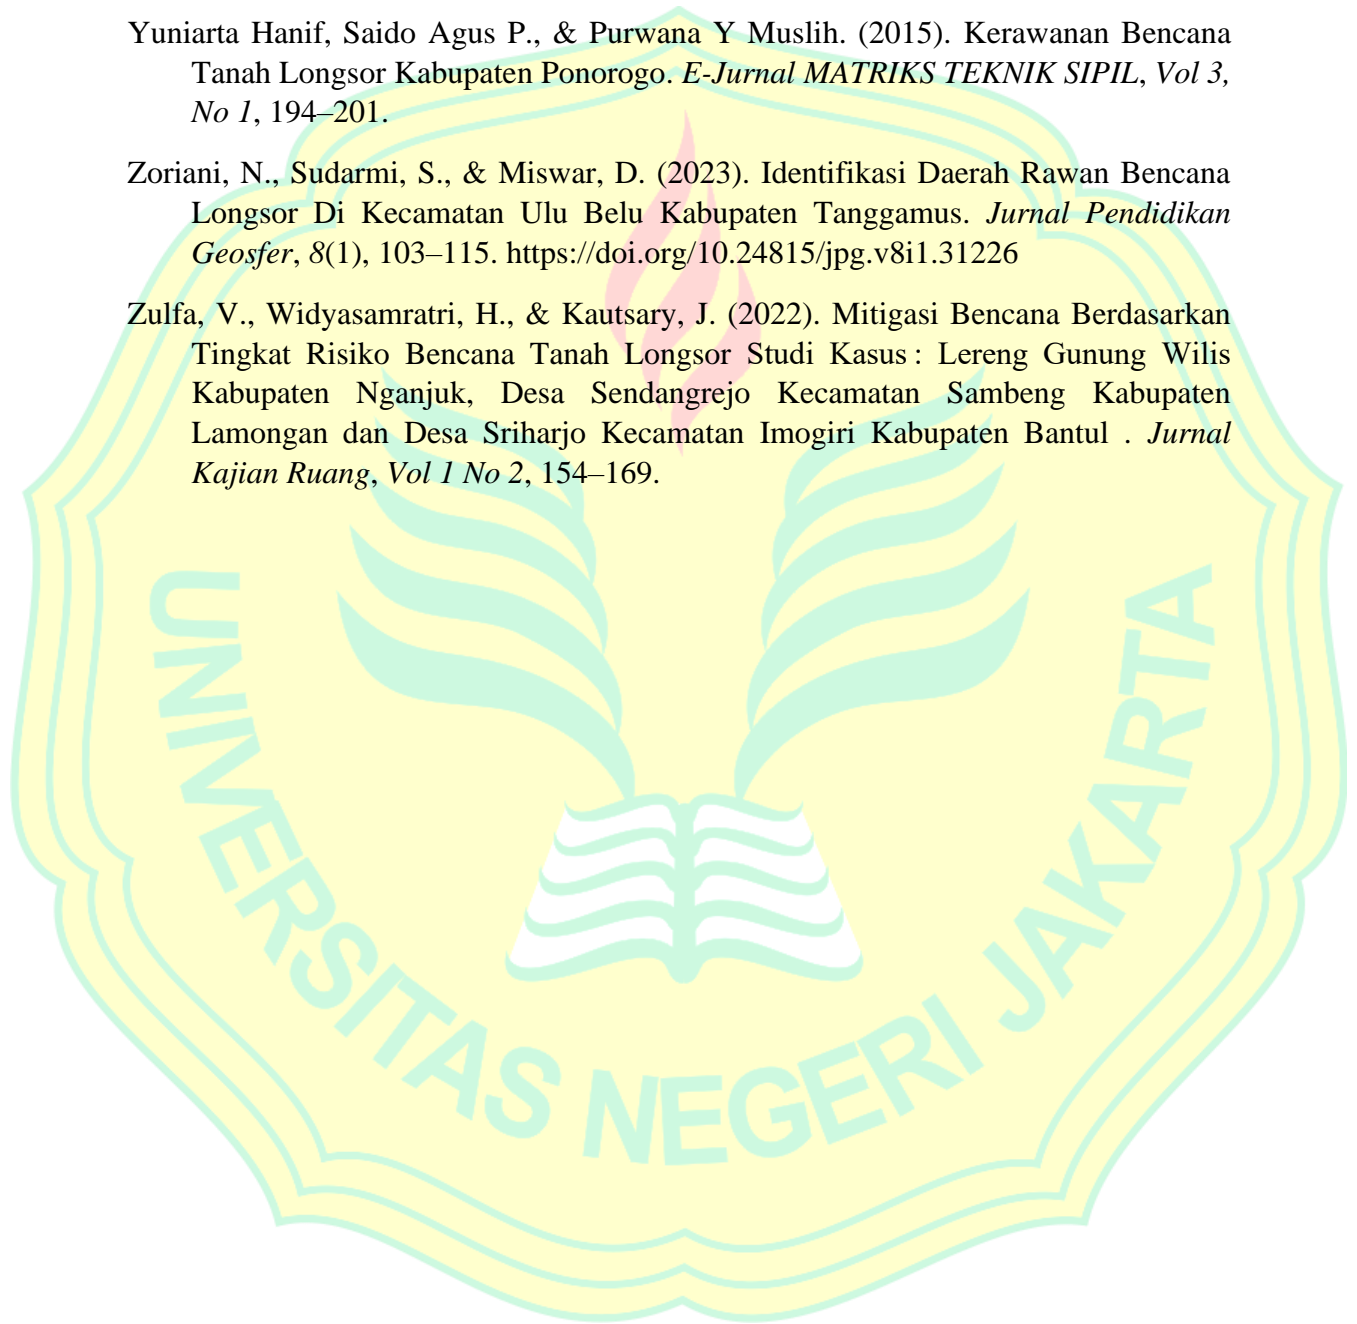 Yuniarta Hanif, Saido Agus P., & Purwana Y Muslih. (2015). Kerawanan Bencana
Tanah Longsor Kabupaten Ponorogo. E-Jurnal MATRIKS TEKNIK SIPIL, Vol 3,
No 1, 194–201.
Zoriani, N., Sudarmi, S., & Miswar, D. (2023). Identifikasi Daerah Rawan Bencana
Longsor Di Kecamatan Ulu Belu Kabupaten Tanggamus. Jurnal Pendidikan
Geosfer, 8(1), 103–115. https://doi.org/10.24815/jpg.v8i1.31226
Zulfa, V., Widyasamratri, H., & Kautsary, J. (2022). Mitigasi Bencana Berdasarkan
Tingkat Risiko Bencana Tanah Longsor Studi Kasus : Lereng Gunung Wilis
Kabupaten Nganjuk, Desa Sendangrejo Kecamatan Sambeng Kabupaten
Lamongan dan Desa Sriharjo Kecamatan Imogiri Kabupaten Bantul . Jurnal
Kajian Ruang, Vol 1 No 2, 154–169.
UNIVERSITAS NEGERI JAKARTA